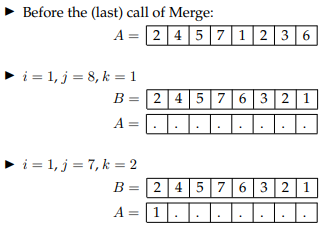 ▶ Before the (last) call of Merge:
A = 2 4 5 7 1 2 3 6
▶ i = 1, j = 8, k = 1
B = 2 4 5 7 6 3 2 1
A = . . . . . . . .
▶ i = 1, j = 7, k = 2
B = 2 4 5 7 6 3 2 1
A = 1 . . . . . . .